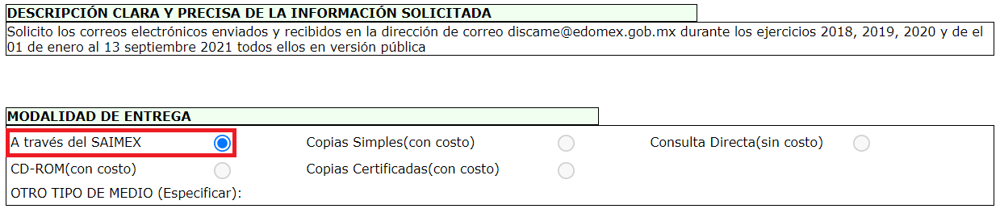 DESCRIPCIÓN CLARA Y PRECISA DE LA INFORMACIÓN SOLICITADA
Solicito los correos electrónicos enviados y recibidos en la dirección de correo discame@edomex.gob.mx durante los ejercicios 2018, 2019, 2020 y de el
01 de enero al 13 septiembre 2021 todos ellos en versión pública
MODALIDAD DE ENTREGA
A través del SAIMEX Copias Simples(con costo) Consulta Directa(sin costo)
CD-ROM(con costo) Copias Certificadas(con costo)
OTRO TIPO DE MEDIO (Especificar):